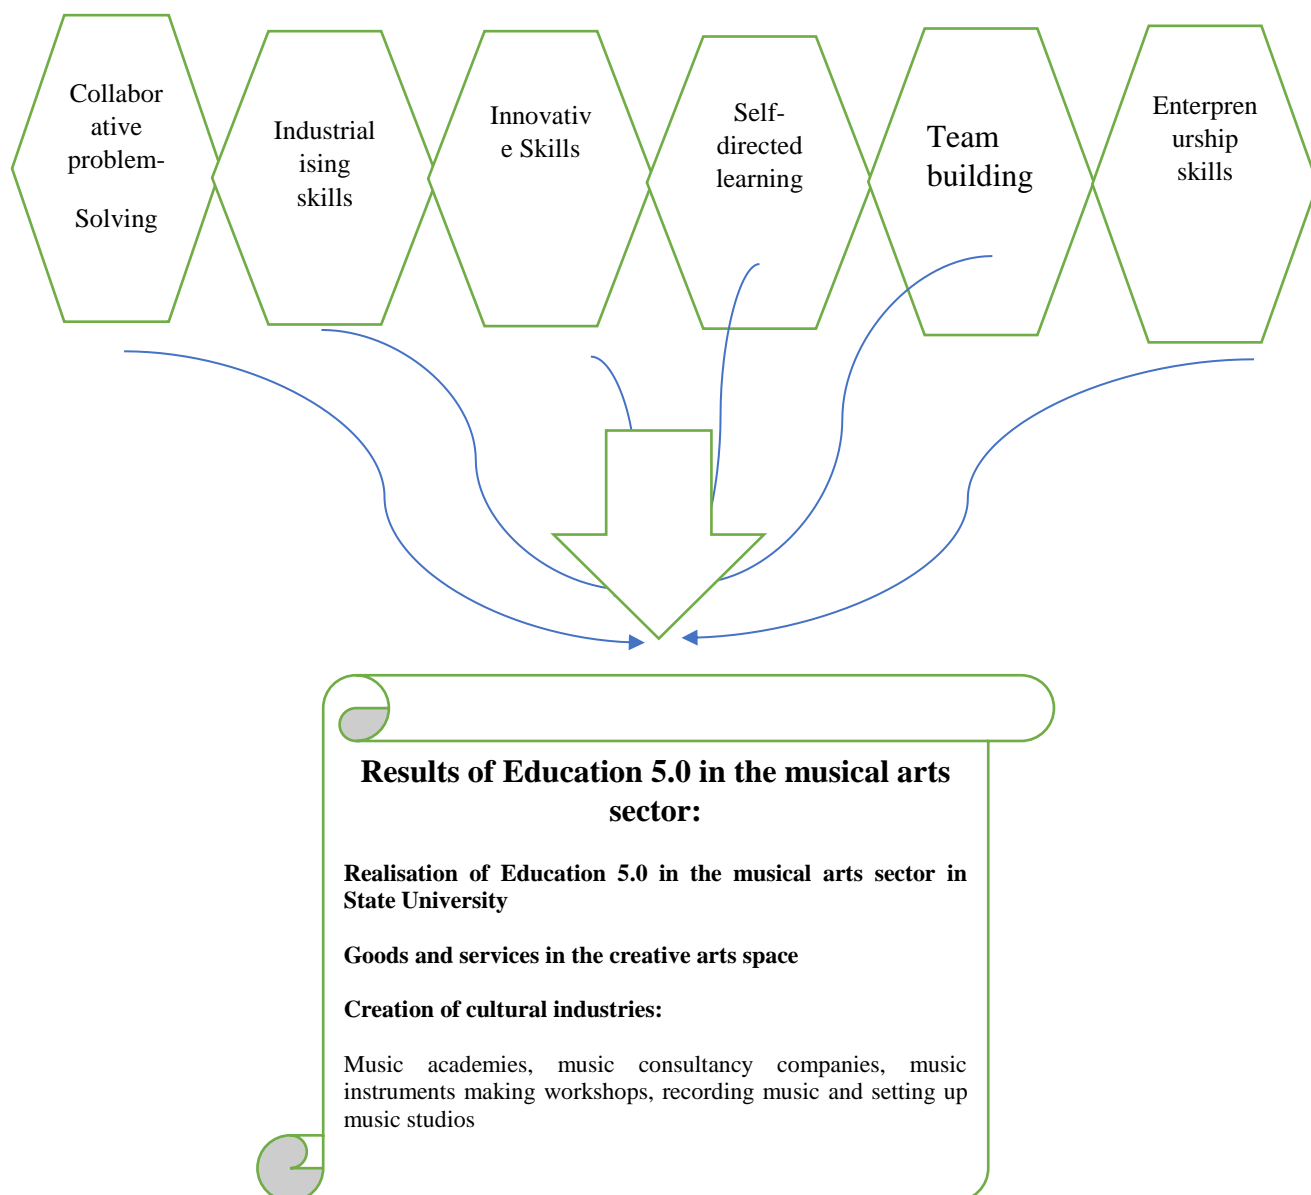 Collabor
ative
problem-
Solving
Industrial
ising
skills
Innovativ
e Skills
Self-
directed
learning
Team
building
Enterpren
urship
skills
Results of Education 5.0 in the musical arts
sector:
Realisation of Education 5.0 in the musical arts sector in
State University
Goods and services in the creative arts space
Creation of cultural industries:
Music academies, music consultancy companies, music
instruments making workshops, recording music and setting up
music studios